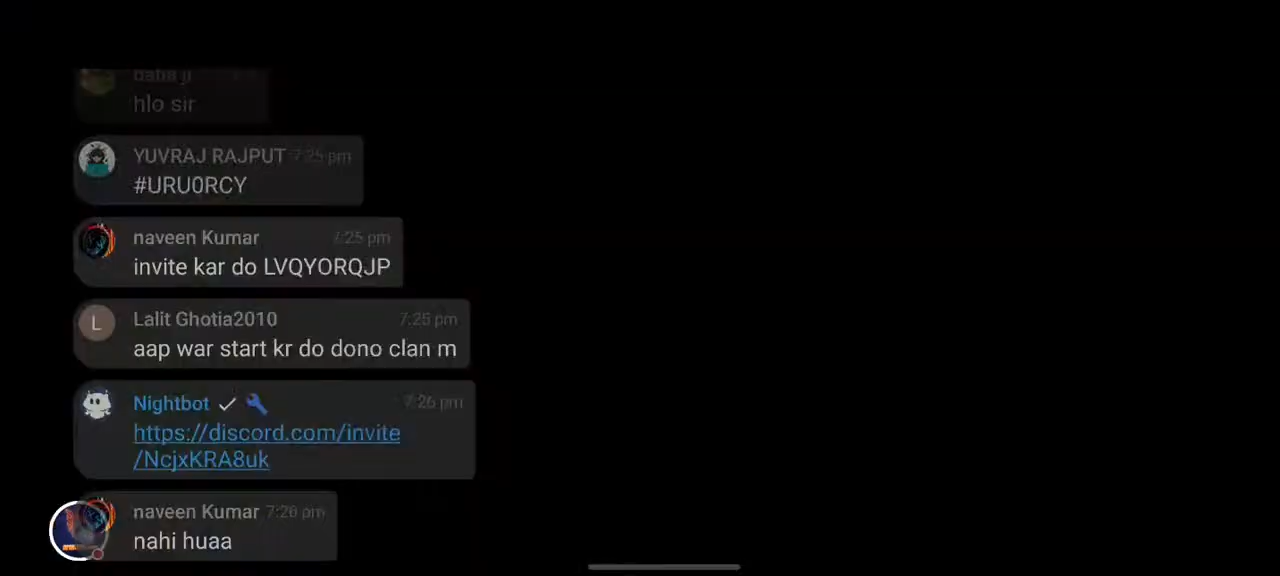 baba ji
hlo sir
YUVRAJ RAJPUT 7:25 pm
#URU0RCY
naveen Kumar 7:25 pm
invite kar do LVQYORQJP
Lalit Ghotia2010 7:25 pm
aap war start kr do dono clan m
Nightbot 7:26 pm
https://discord.com/invite
/NcjxKRA8uk
naveen Kumar 7:26 pm
nahi huaa